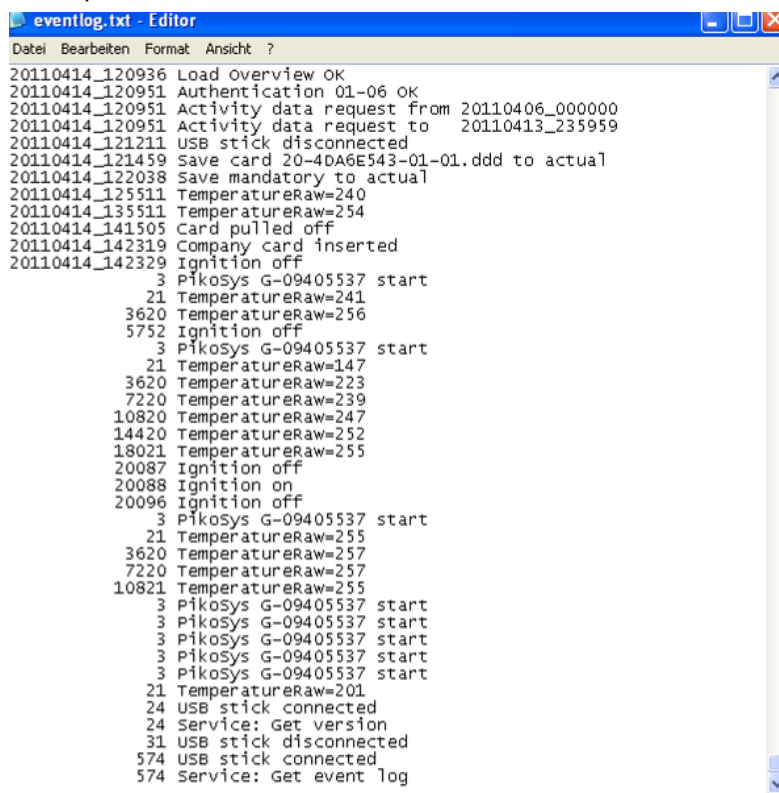 eventlog.txt - Editor
Datei Bearbeiten Format Ansicht ?
20110414_120936 Load Overview OK
20110414_120951 Authentication 01-06 OK
20110414_120951 Activity data request from 20110406_000000
20110414_120951 Activity data request to 20110413_235959
20110414_121211 USB stick disconnected
20110414_121459 Save card 20-4DA6E543-01-01.ddd to actual
20110414_122038 Save mandatory to actual
20110414_125511 TemperatureRaw=240
20110414_135511 TemperatureRaw=254
20110414_141505 Card pulled off
20110414_142319 Company card inserted
20110414_142329 Ignition off
3 PikoSys G-09405537 start
21 TemperatureRaw=241
3620 TemperatureRaw=256
5752 Ignition off
3 PikoSys G-09405537 start
21 TemperatureRaw=147
3620 TemperatureRaw=223
7220 TemperatureRaw=239
10820 TemperatureRaw=247
14420 TemperatureRaw=252
18021 TemperatureRaw=255
20087 Ignition off
20088 Ignition on
20096 Ignition off
3 PikoSys G-09405537 start
21 TemperatureRaw=255
3620 TemperatureRaw=257
7220 TemperatureRaw=257
10821 TemperatureRaw=255
3 PikoSys G-09405537 start
3 PikoSys G-09405537 start
3 PikoSys G-09405537 start
3 PikoSys G-09405537 start
21 TemperatureRaw=201
24 USB stick connected
24 Service: Get version
31 USB stick disconnected
574 USB stick connected
574 Service: Get event log